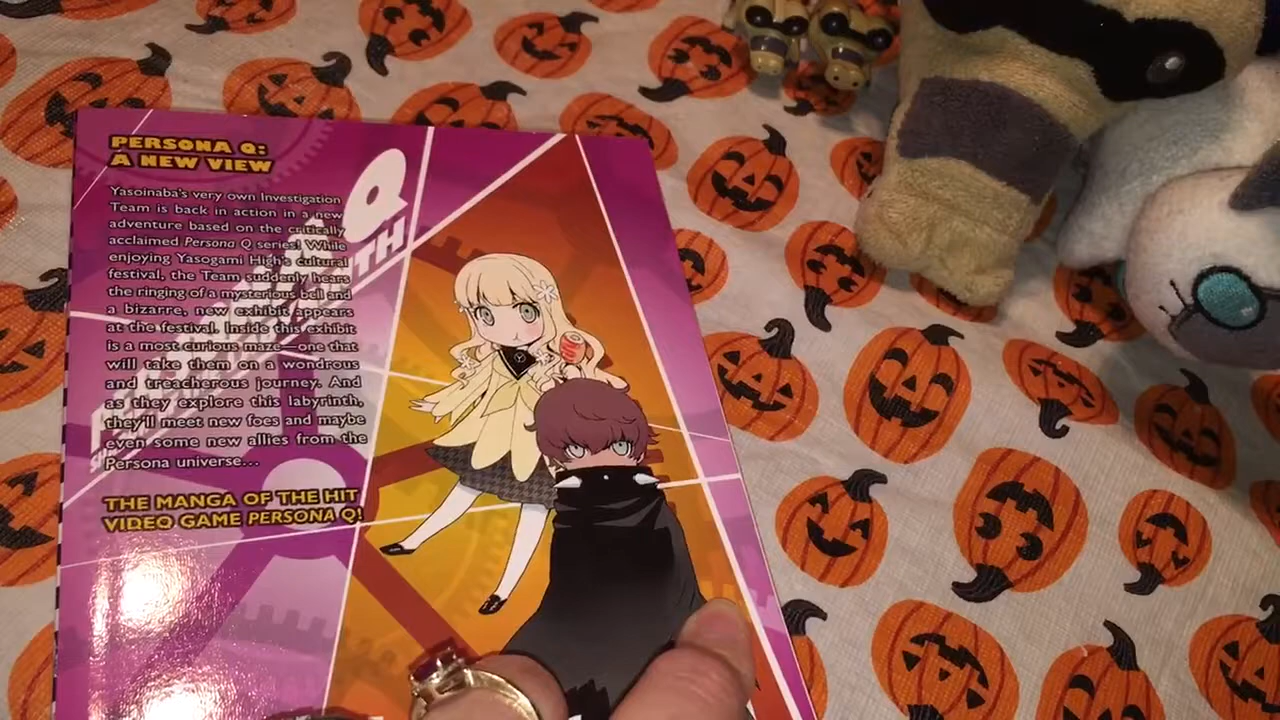 PERSONA Q:
A NEW VIEW
Yasoinaba's very own Investigation
Team is back in action in a new
adventure based on the critically
acclaimed Persona Q series! While
enjoying Yasogami High's cultural
festival, the Team suddenly hears
the ringing of a mysterious bell and
a bizarre, new exhibit appears
at the festival. Inside this exhibit
is a most curious maze—one that
will take them on a wondrous
and treacherous journey. And
as they explore this labyrinth,
they'll meet new foes and maybe
even some new allies from the
Persona universe...
THE MANGA OF THE HIT
VIDEO GAME PERSONA Q!
Q